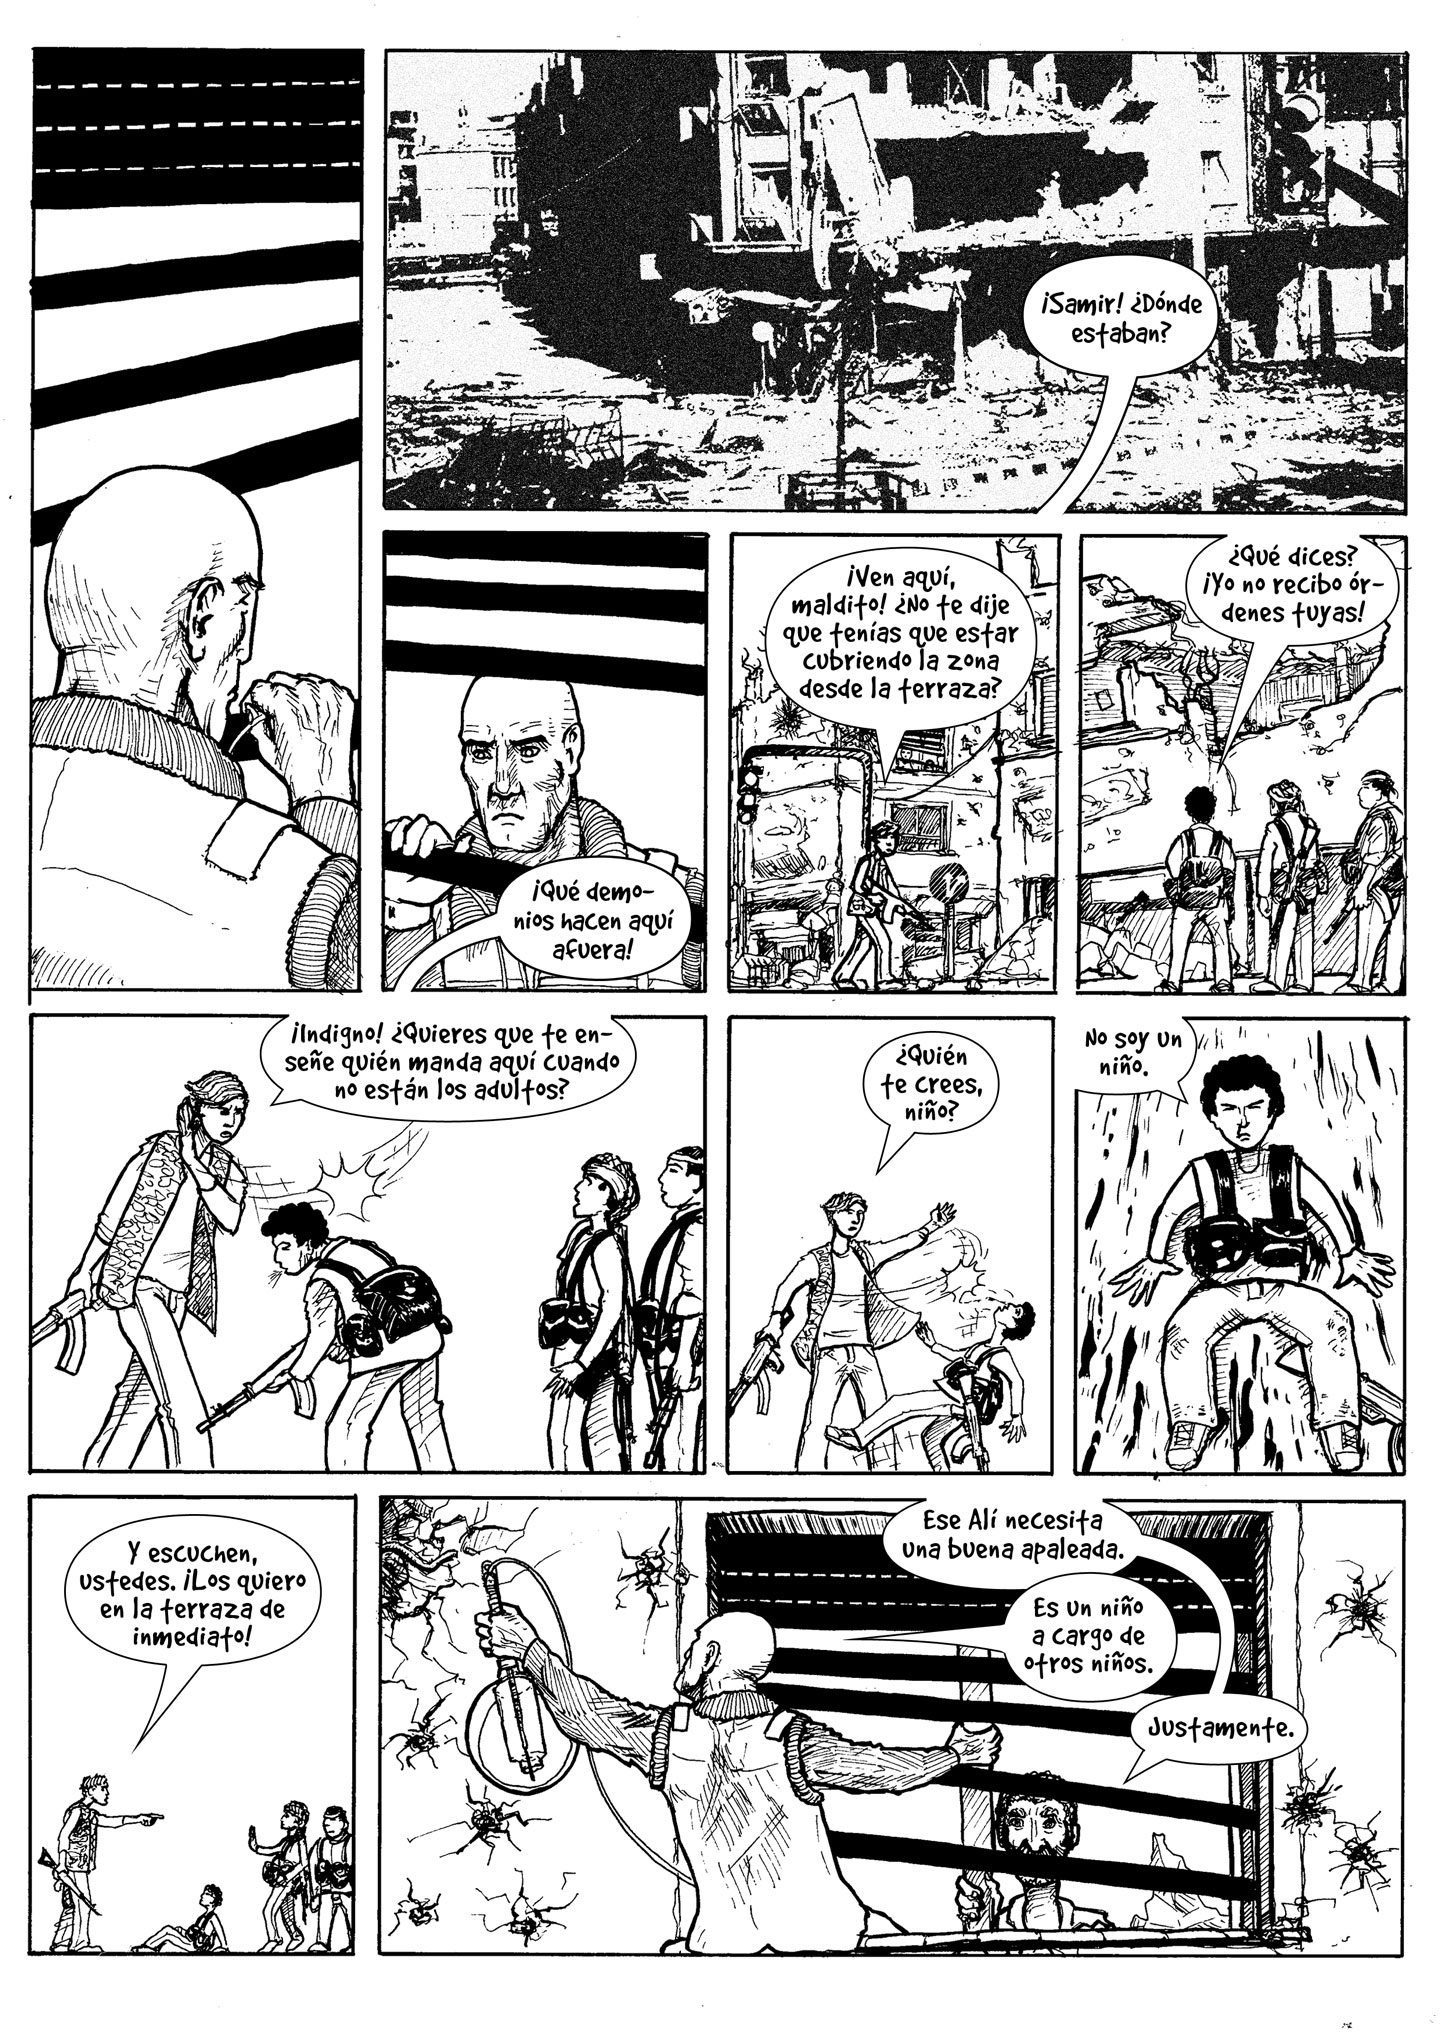 ¡Samir! ¿Dónde
estaban?
¡Qué demo-
nios hacen aquí
afuera!
¡Ven aquí,
maldito! ¿No te dije
que tenías que estar
cubriendo la zona
desde la terraza?
¿Qué dices?
¡Yo no recibo ór-
denes tuyas!
¡Indigno! ¿Quieres que te en-
señe quién manda aquí cuando
no están los adultos?
¿Quién
te crees,
niño?
No soy un
niño.
Y escuchen,
ustedes. ¡Los quiero
en la terraza de
inmediato!
Ese Alí necesita
una buena apaleada.
Es un niño
a cargo de
otros niños.
Justamente.